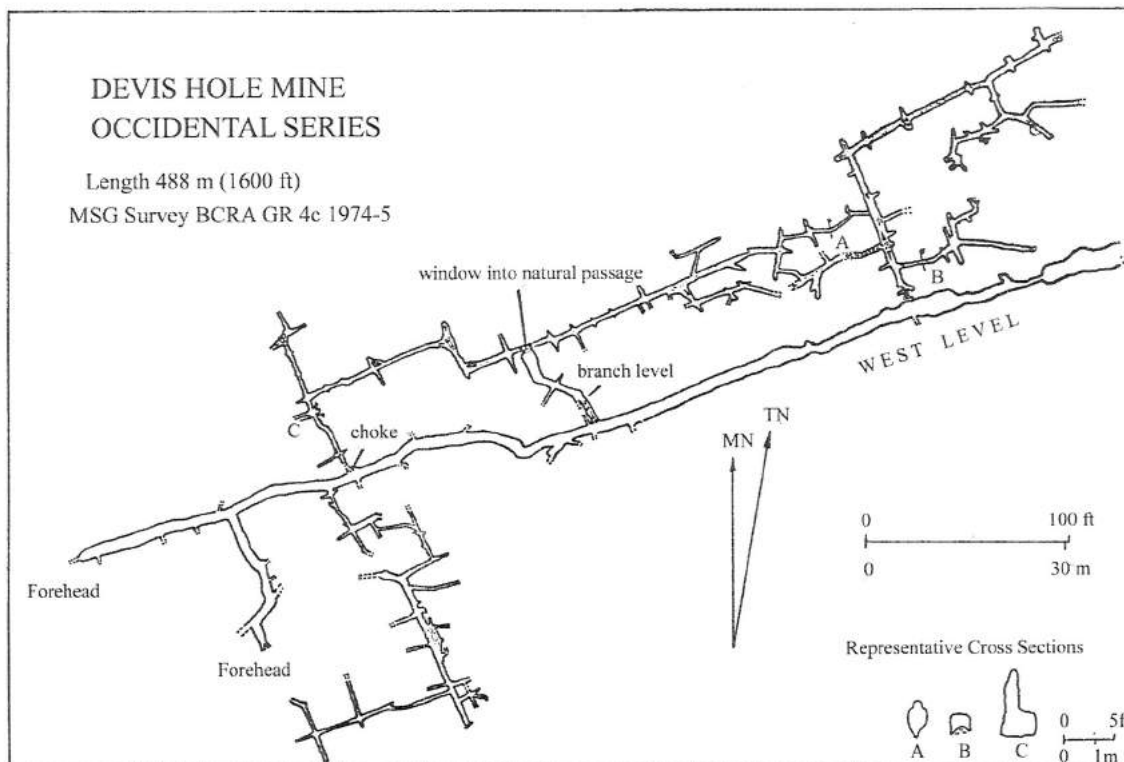 DEVIS HOLE MINE
OCCIDENTAL SERIES
Length 488 m (1600 ft)
MSG Survey BCRA GR 4c 1974-5
window into natural passage
A
B
branch level
WEST LEVEL
C
choke
TN
MN
0 100 ft
0 30 m
Forehead
Forehead
Representative Cross Sections
0 5f
A B C
0 1m